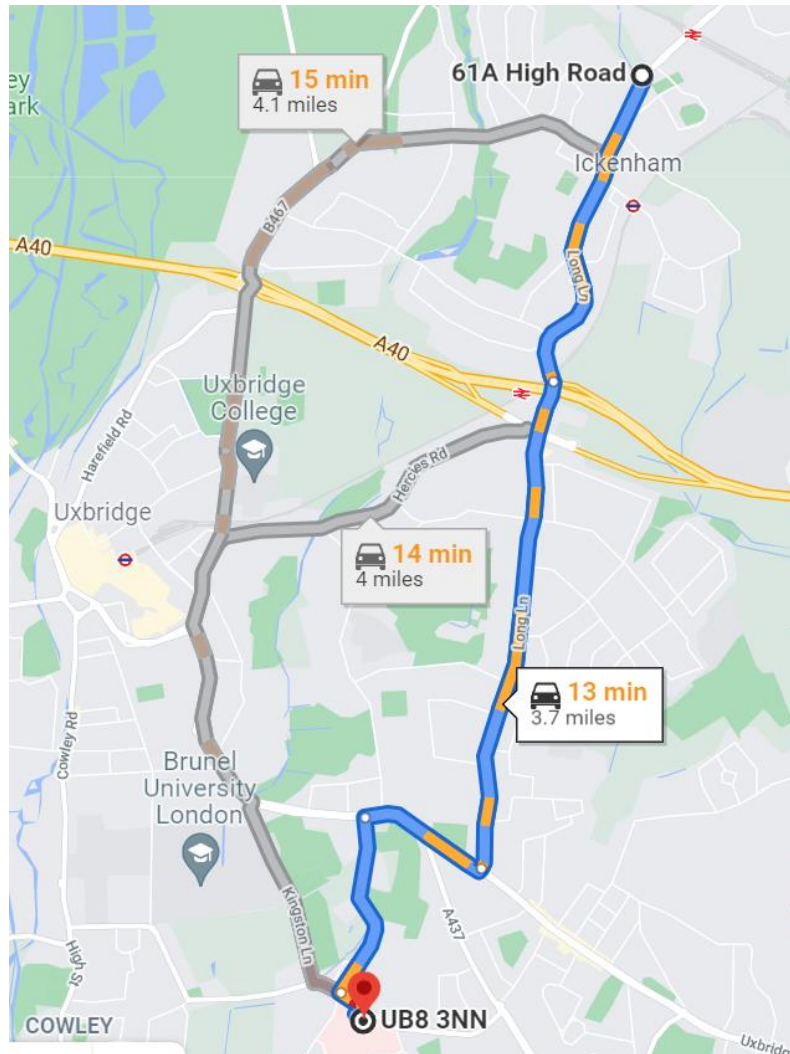 ey
ark
15 min
4.1 miles
61A High Road
Ickenham
B467
Long Ln
A40
A40
Uxbridge
College
Harefield Rd
Hercies Rd
Uxbridge
14 min
4 miles
Long Ln
13 min
3.7 miles
Cowley Rd
Brunel
University
London
Kingston Ln
A437
High St
UB8 3NN
COWLEY
Uxbridg